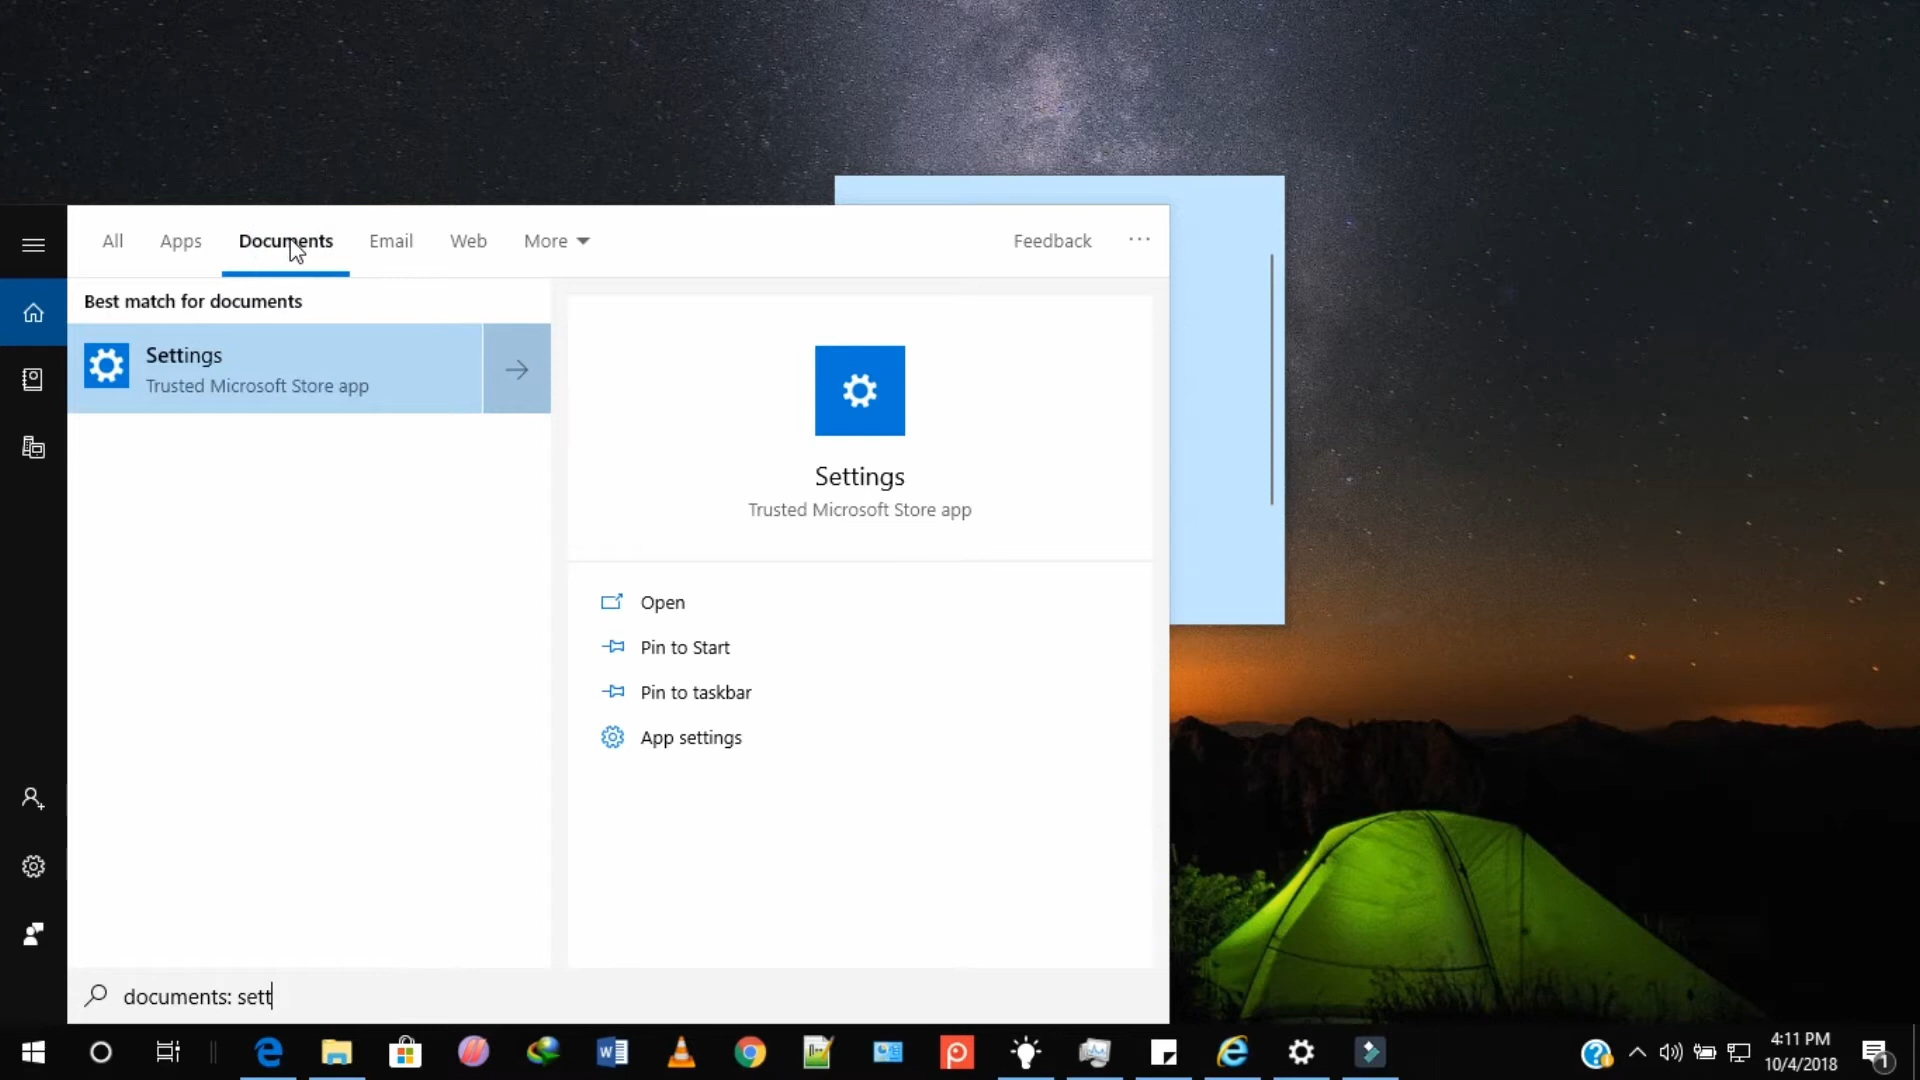 All Apps Documents Email Web More Feedback ...
Best match for documents
Settings
Trusted Microsoft Store app
Settings
Trusted Microsoft Store app
Open
Pin to Start
Pin to taskbar
App settings
documents: sett
4:11 PM
10/4/2018
1